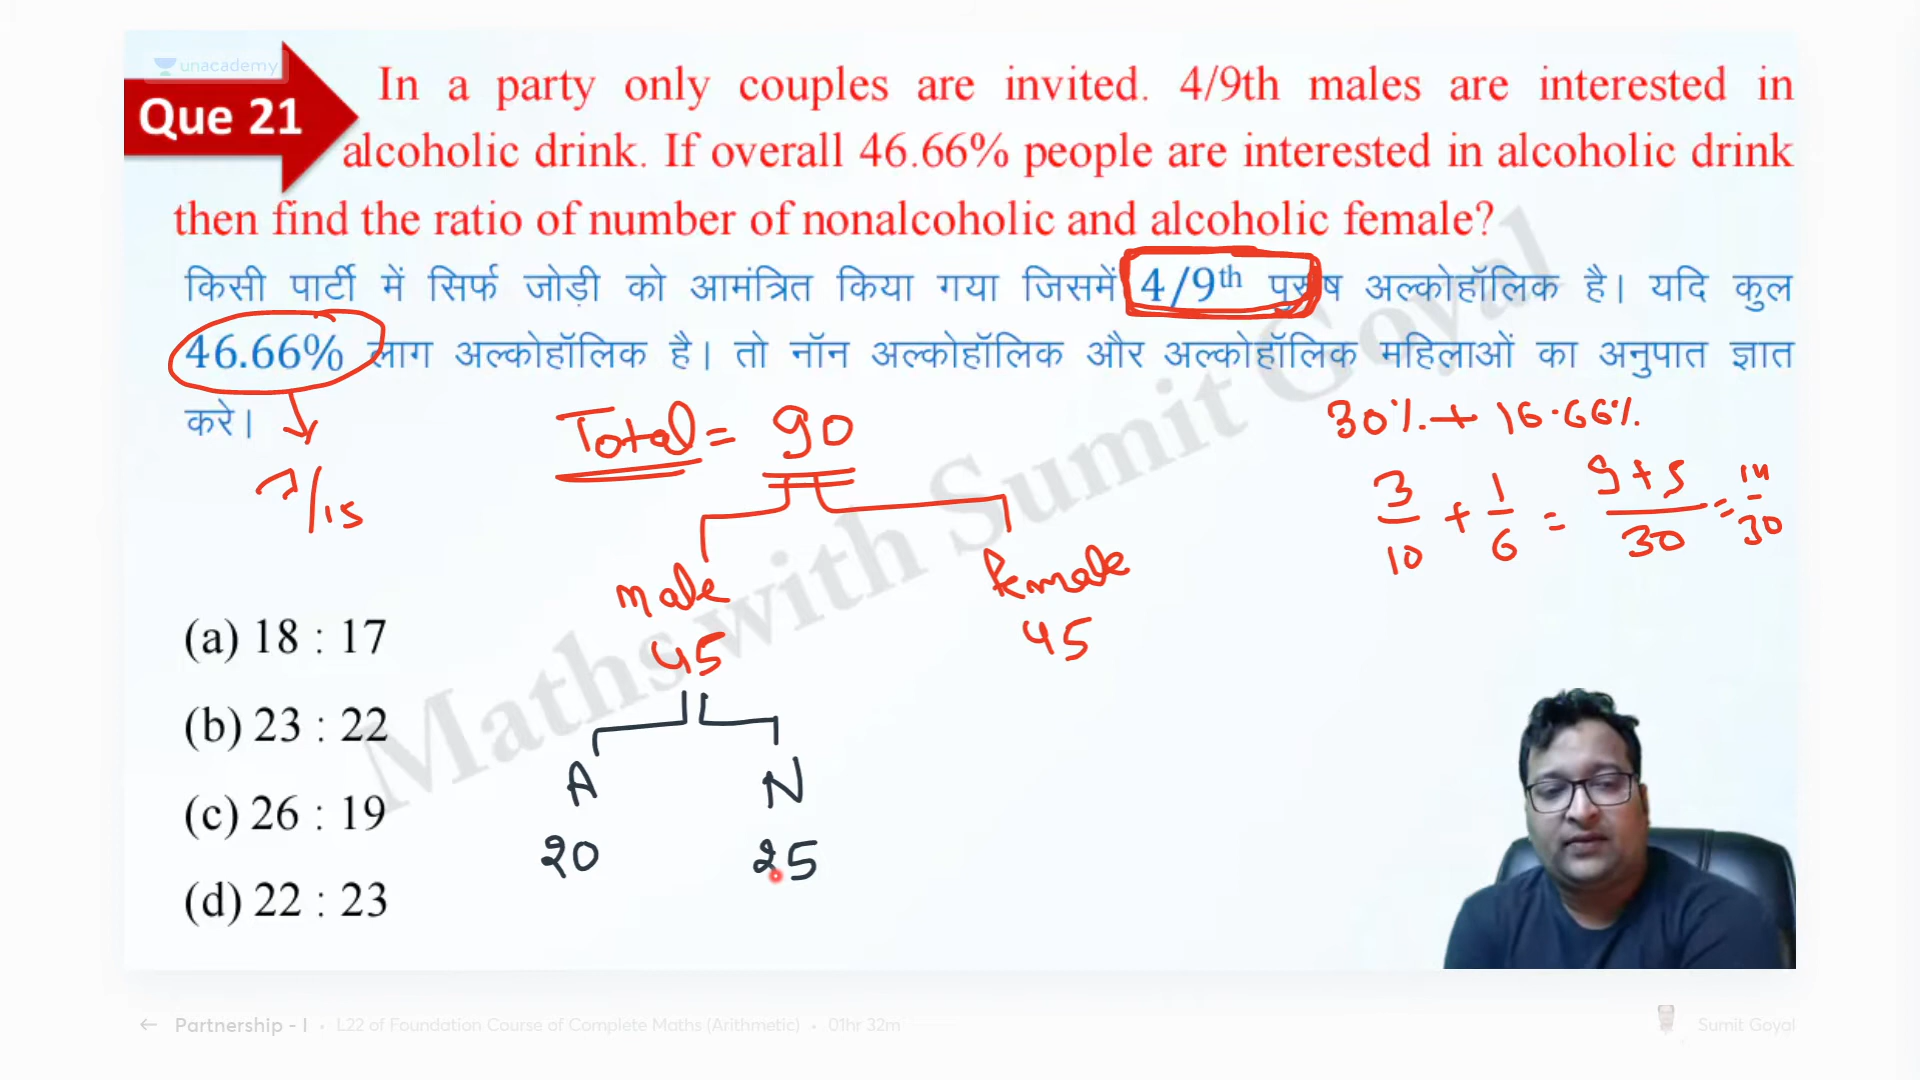 unacademy
Que 21
In a party only couples are invited. 4/9th males are interested in
alcoholic drink. If overall 46.66% people are interested in alcoholic drink
then find the ratio of number of nonalcoholic and alcoholic female?
किसी पार्टी में सिर्फ जोड़ी को आमंत्रित किया गया जिसमें 4/9th पुरुष अल्कोहॉलिक है। यदि कुल
46.66% लाग अल्कोहॉलिक है। तो नॉन अल्कोहॉलिक और अल्कोहॉलिक महिलाओं का अनुपात ज्ञात
करे।
Total = 90
30% + 16.66%
7/15
3/10 + 1/6 = 9+5/30 = 14/30
male
female
45
45
(a) 18 : 17
(b) 23 : 22
(c) 26 : 19
(d) 22 : 23
A
N
20
25
Maths with Sumit Goyal
← Partnership - I • L22 of Foundation Course of Complete Maths (Arithmetic) • 01hr 32m
Sumit Goyal